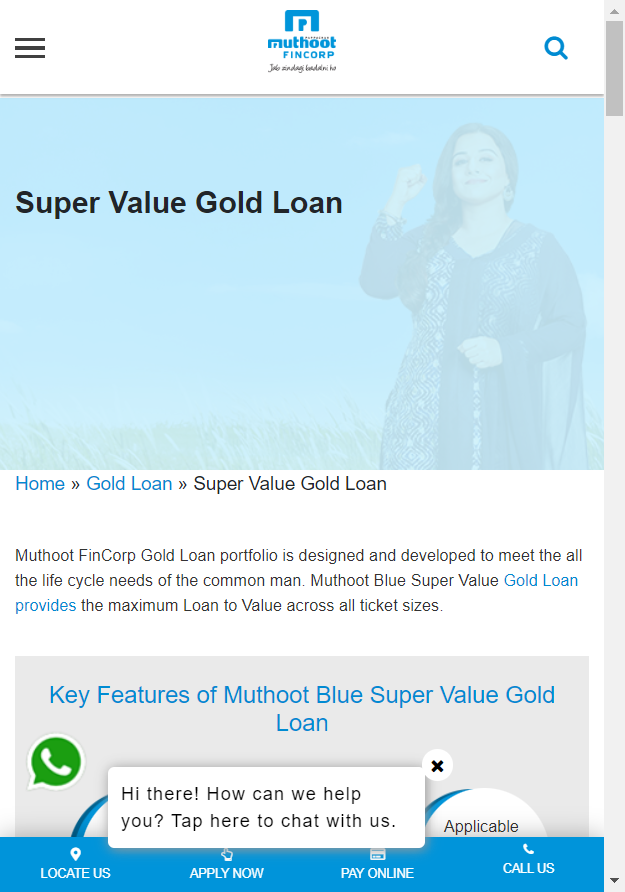 muthoot
FINCORP
Super Value Gold Loan
Home » Gold Loan » Super Value Gold Loan
Muthoot FinCorp Gold Loan portfolio is designed and developed to meet the all
the life cycle needs of the common man. Muthoot Blue Super Value Gold Loan
provides the maximum Loan to Value across all ticket sizes.
Key Features of Muthoot Blue Super Value Gold
Loan
Hi there! How can we help
you? Tap here to chat with us.
Applicable
LOCATE US
APPLY NOW
PAY ONLINE
CALL US